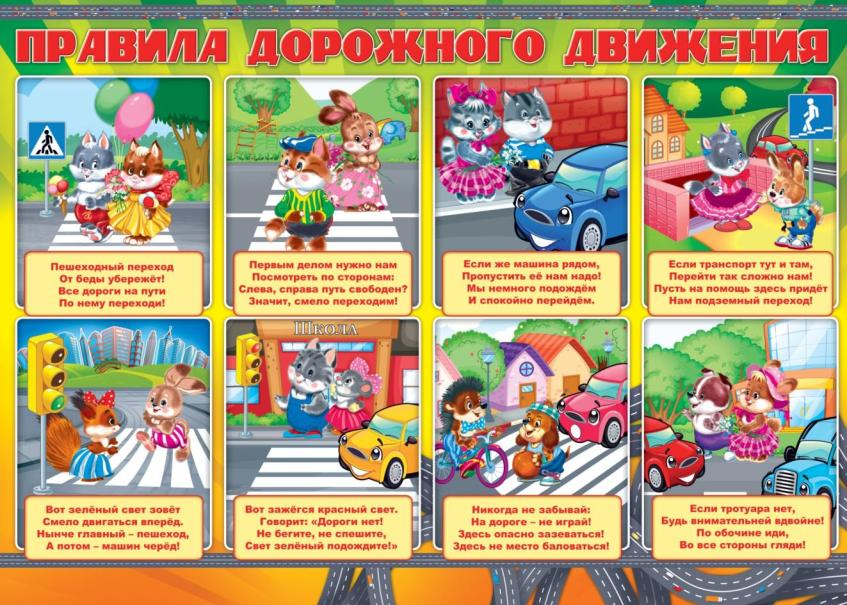 ПРАВИЛА ДОРОЖНОГО ДВИЖЕНИЯ
Пешеходный переход
От беды убережёт!
Все дороги на пути
По нему переходи!
Первым делом нужно нам
Посмотреть по сторонам:
Слева, справа путь свободен?
Значит, смело переходим!
Если же машина рядом,
Пропустить её нам надо!
Мы немного подождём
И спокойно перейдём.
Если транспорт тут и там,
Перейти так сложно нам!
Пусть на помощь здесь придёт
Нам подземный переход!
Вот зелёный свет зовёт
Смело двигаться вперёд.
Нынче главный – пешеход,
А потом – машин черёд!
Школа
Вот зажёгся красный свет.
Говорит: «Дороги нет!
Не бегите, не спешите,
Свет зелёный подождите!»
Никогда не забывай:
На дороге – не играй!
Здесь опасно зазеваться!
Здесь не место баловаться!
Если тротуара нет,
Будь внимательней вдвойне!
По обочине иди,
Во все стороны гляди!